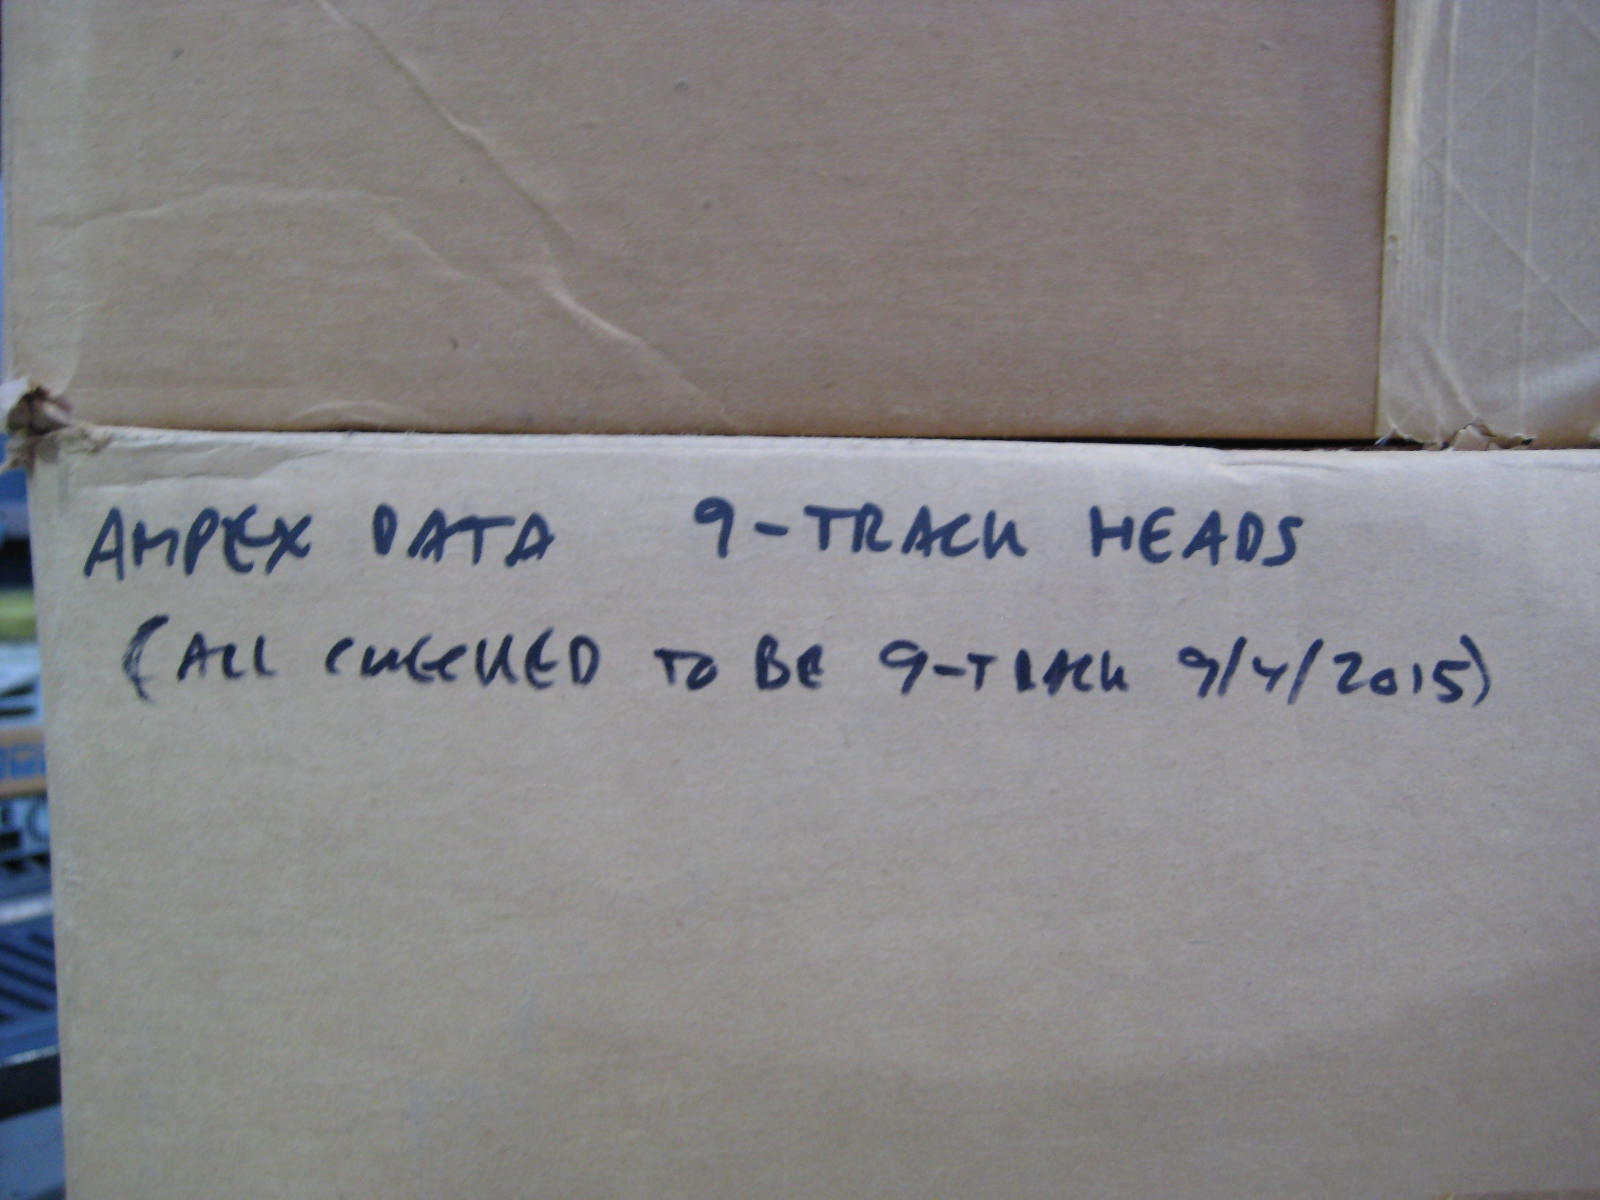 AMPEX DATA 9-TRACK HEADS
(ALL CHECKED TO BE 9-TRACK 9/4/2015)